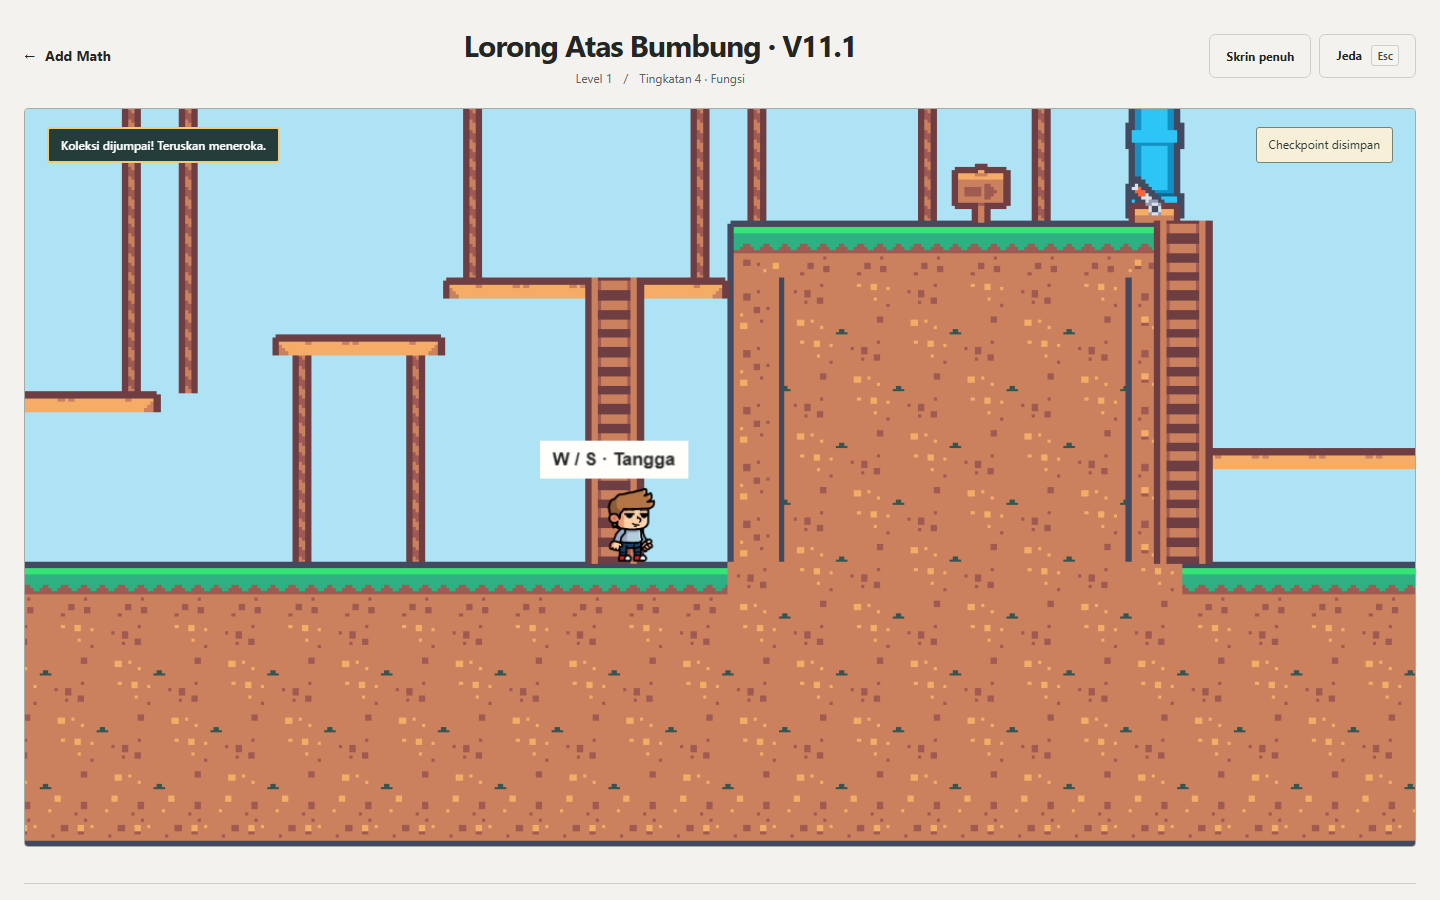 ← Add Math
Lorong Atas Bumbung · V11.1
Level 1 / Tingkatan 4 · Fungsi
Skrin penuh
Jeda Esc
Koleksi dijumpai! Teruskan meneroka.
Checkpoint disimpan
W / S · Tangga